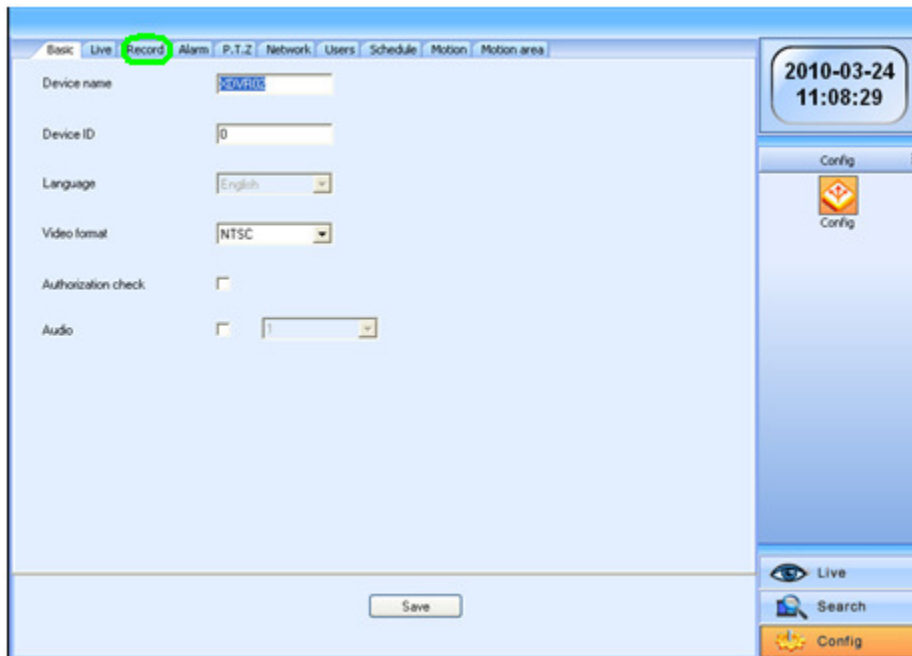 Basic Live Record Alarm P.T.Z Network Users Schedule Motion Motion area
Device name
Device ID 0
Language English
Video format NTSC
Authorization check
Audio 1
Save
2010-03-24
11:08:29
Config
Config
Live
Search
Config